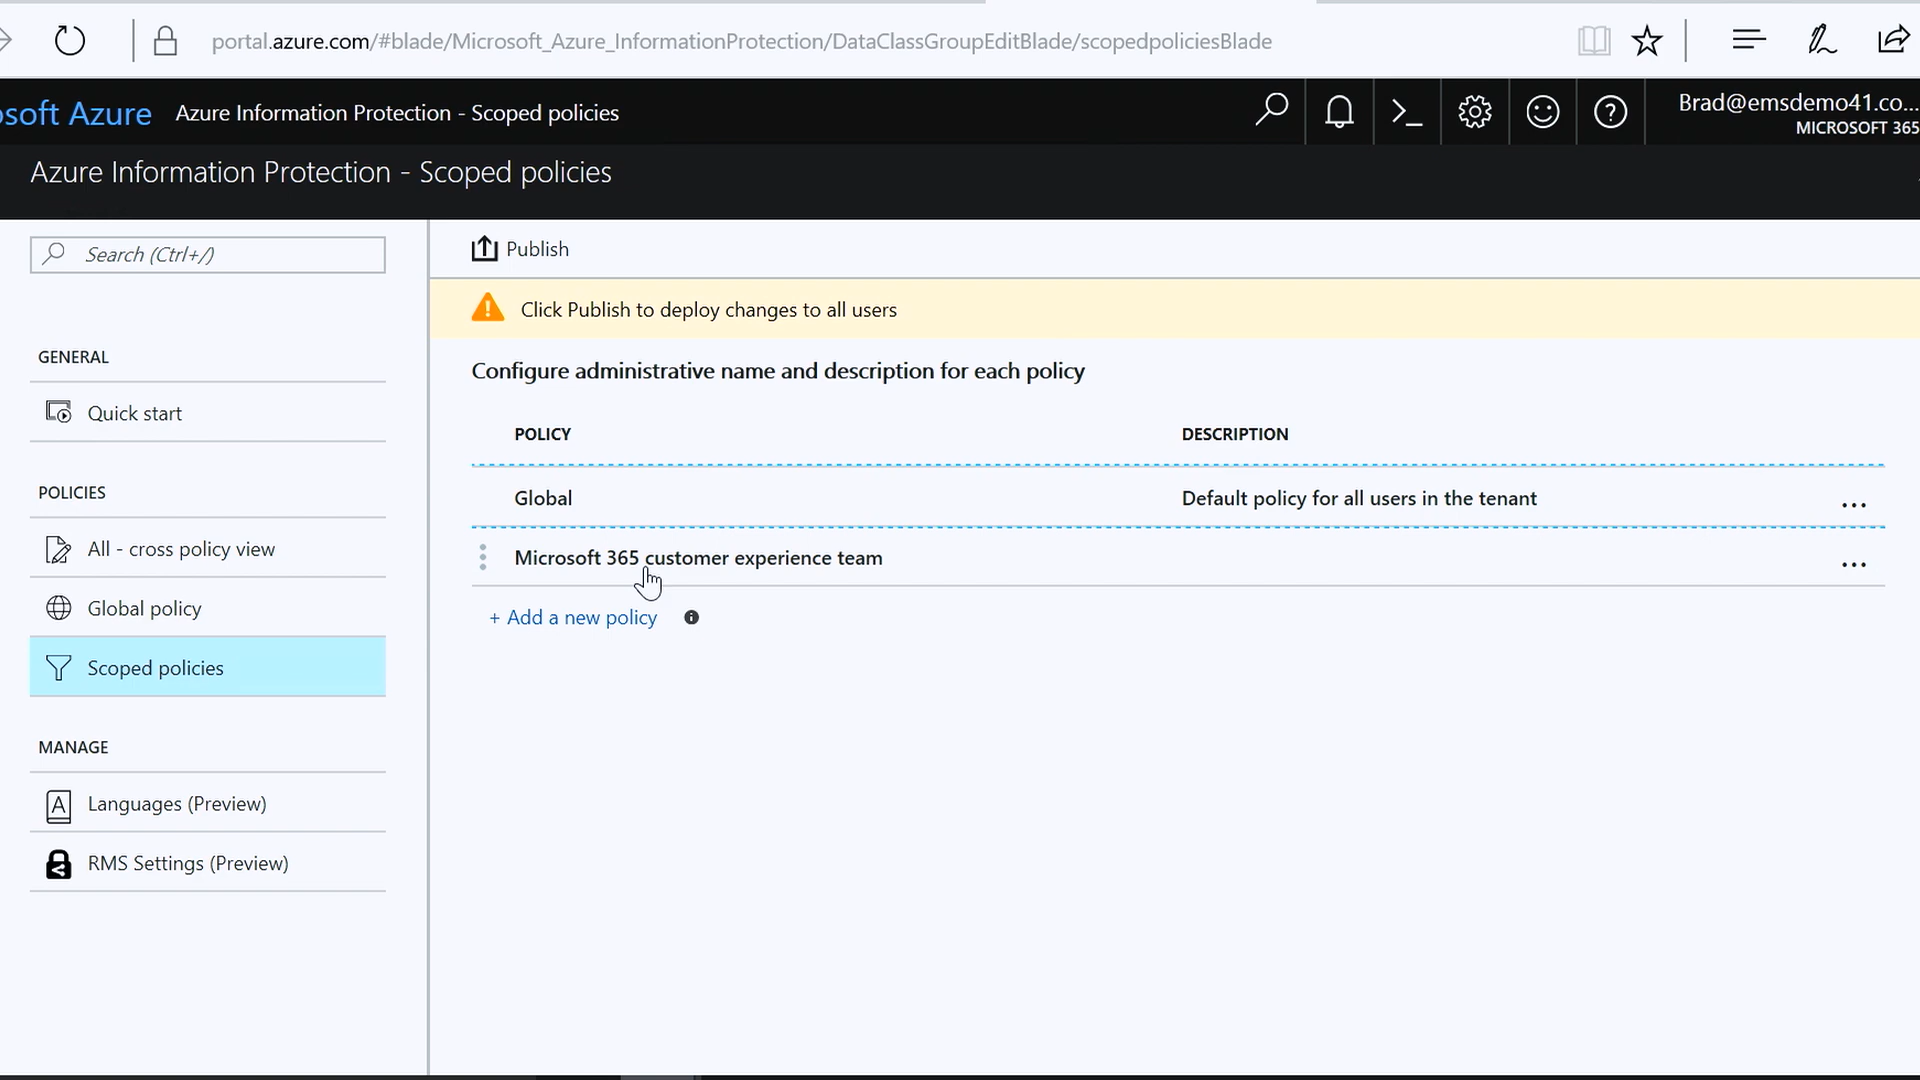 portal.azure.com/#blade/Microsoft_Azure_InformationProtection/DataClassGroupEditBlade/scopedpoliciesBlade
osoft Azure Azure Information Protection - Scoped policies
Brad@emsdemo41.co...
MICROSOFT 365
Azure Information Protection - Scoped policies
Search (Ctrl+/)
GENERAL
Quick start
POLICIES
All - cross policy view
Global policy
Scoped policies
MANAGE
Languages (Preview)
RMS Settings (Preview)
Publish
Click Publish to deploy changes to all users
Configure administrative name and description for each policy
POLICY DESCRIPTION
Global Default policy for all users in the tenant ...
Microsoft 365 customer experience team ...
+ Add a new policy